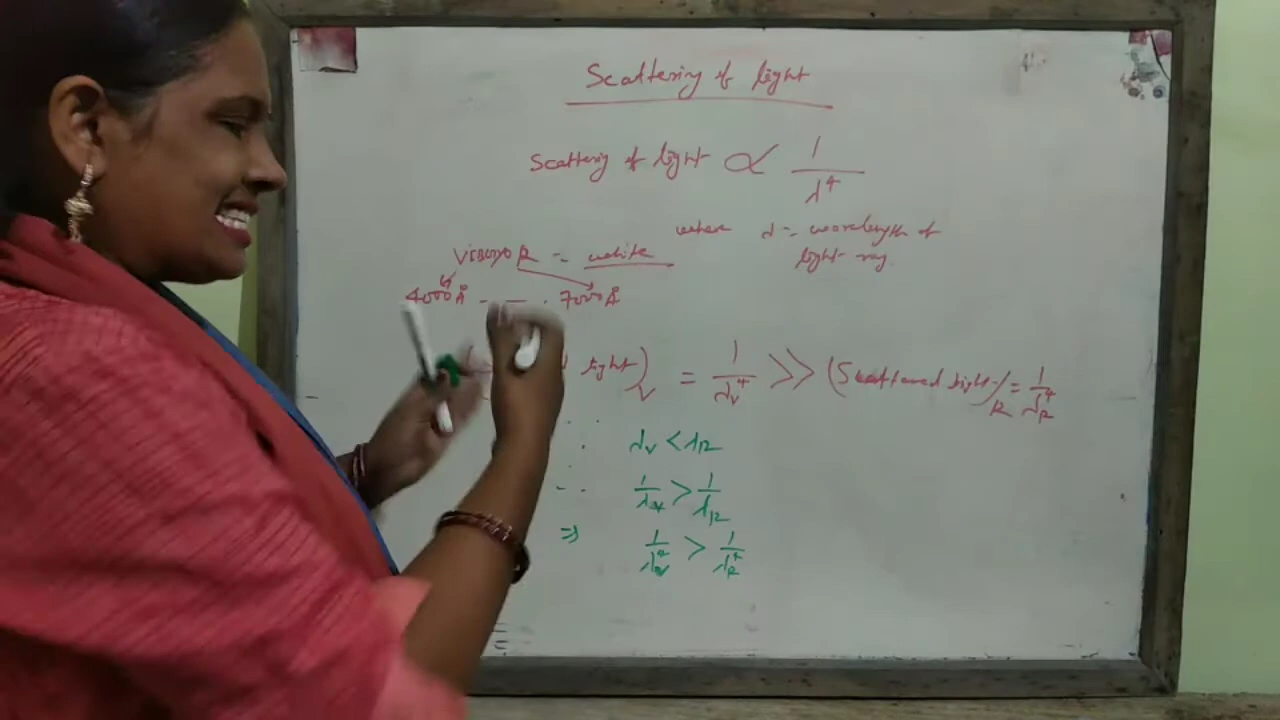 Scattering of light
Scattering of light ∝ 1/λ⁴
where λ = wavelength of
light ray.
VIBGYOR - white
4000Å - — . 7000Å
light)V = 1/λV⁴ >> (Scattered light)R = 1/λR⁴
∵ λV < λR
∴ 1/λV > 1/λR
⇒ 1/λV⁴ > 1/λR⁴